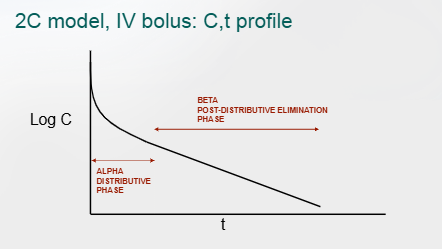 2C model, IV bolus: C,t profile
BETA
POST-DISTRIBUTIVE ELIMINATION
PHASE
Log C
ALPHA
DISTRIBUTIVE
PHASE
t